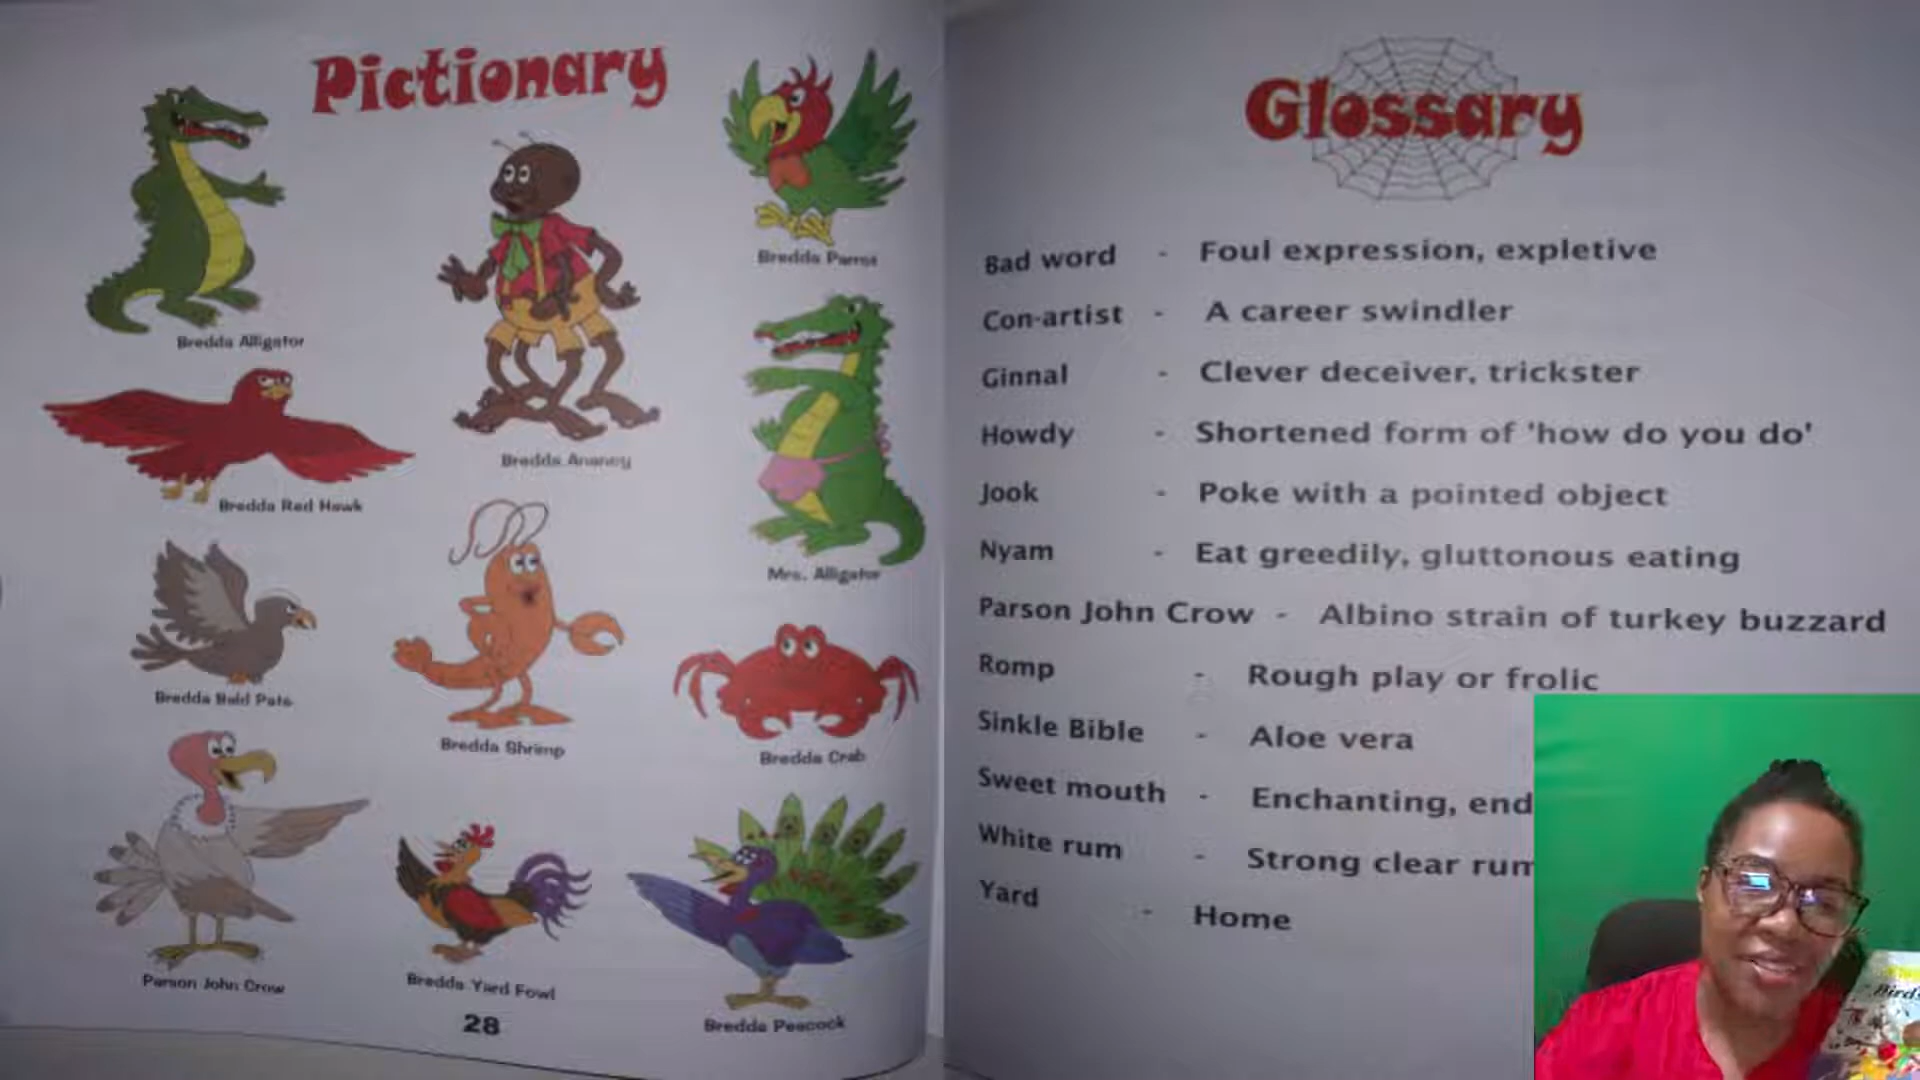 Pictionary
Bredda Parrot
Bredda Alligator
Bredda Anancy
Bredda Red Hawk
Mrs. Alligator
Bredda Bald Pate
Bredda Shrimp
Bredda Crab
Parson John Crow
Bredda Yard Fowl
Bredda Peacock
28
Glossary
Bad word - Foul expression, expletive
Con-artist - A career swindler
Ginnal - Clever deceiver, trickster
Howdy - Shortened form of 'how do you do'
Jook - Poke with a pointed object
Nyam - Eat greedily, gluttonous eating
Parson John Crow - Albino strain of turkey buzzard
Romp - Rough play or frolic
Sinkle Bible - Aloe vera
Sweet mouth - Enchanting, end
White rum - Strong clear rum
Yard - Home
Birds